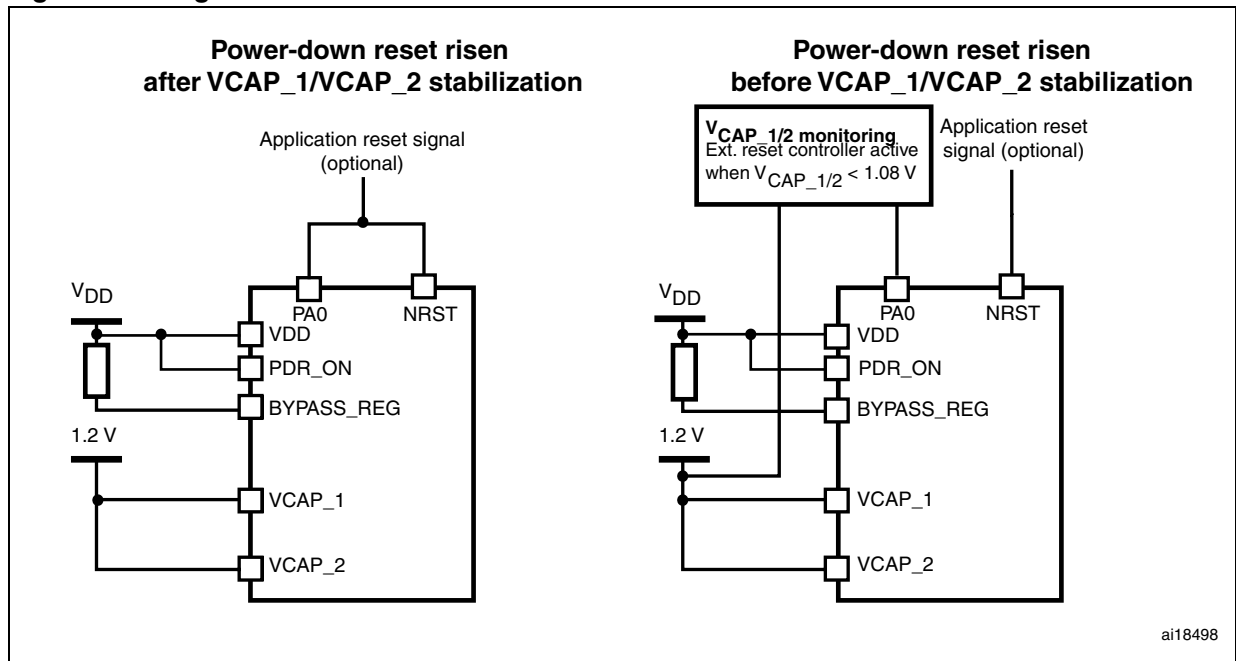 Power-down reset risen
after VCAP_1/VCAP_2 stabilization
Application reset signal
(optional)
VDD
PA0
NRST
VDD
PDR_ON
BYPASS_REG
1.2 V
VCAP_1
VCAP_2
Power-down reset risen
before VCAP_1/VCAP_2 stabilization
VCAP_1/2 monitoring
Ext. reset controller active
when VCAP_1/2 < 1.08 V
Application reset
signal (optional)
VDD
PA0
NRST
VDD
PDR_ON
BYPASS_REG
1.2 V
VCAP_1
VCAP_2
ai18498